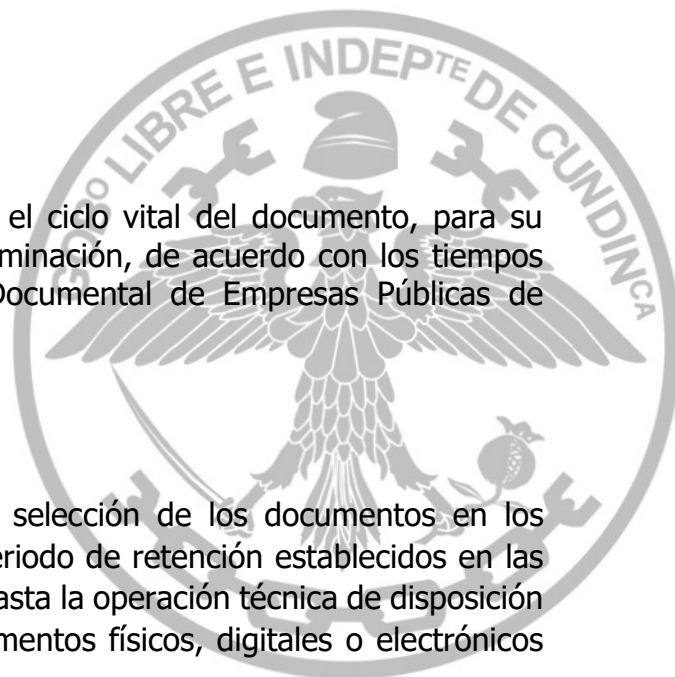 GOBº LIBRE E INDEPTE DE CUNDINCA
el ciclo vital del documento, para su
minación, de acuerdo con los tiempos
Documental de Empresas Públicas de
selección de los documentos en los
eriodo de retención establecidos en las
asta la operación técnica de disposición
mentos físicos, digitales o electrónicos